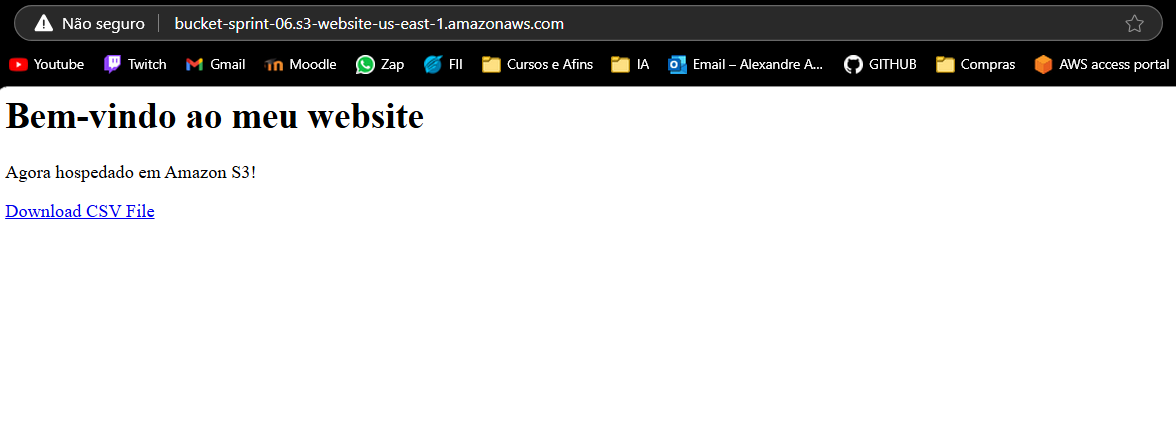 Não seguro bucket-sprint-06.s3-website-us-east-1.amazonaws.com
Youtube Twitch Gmail Moodle Zap FII Cursos e Afins IA Email – Alexandre A... GITHUB Compras AWS access portal
Bem-vindo ao meu website
Agora hospedado em Amazon S3!
Download CSV File